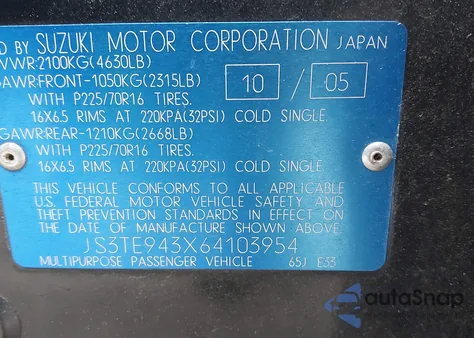 D BY SUZUKI MOTOR CORPORATION JAPAN
VWR:2100KG(4630LB)
GAWR:FRONT-1050KG(2315LB) 10 / 05
WITH P225/70R16 TIRES.
16X6.5 RIMS AT 220KPA(32PSI) COLD SINGLE.
GAWR:REAR-1210KG(2668LB)
WITH P225/70R16 TIRES.
16X6.5 RIMS AT 220KPA(32PSI) COLD SINGLE.
THIS VEHICLE CONFORMS TO ALL APPLICABLE
U.S. FEDERAL MOTOR VEHICLE SAFETY AND
THEFT PREVENTION STANDARDS IN EFFECT ON
THE DATE OF MANUFACTURE SHOWN ABOVE.
JS3TE943X64103954
MULTIPURPOSE PASSENGER VEHICLE 65J E33
autoSnap